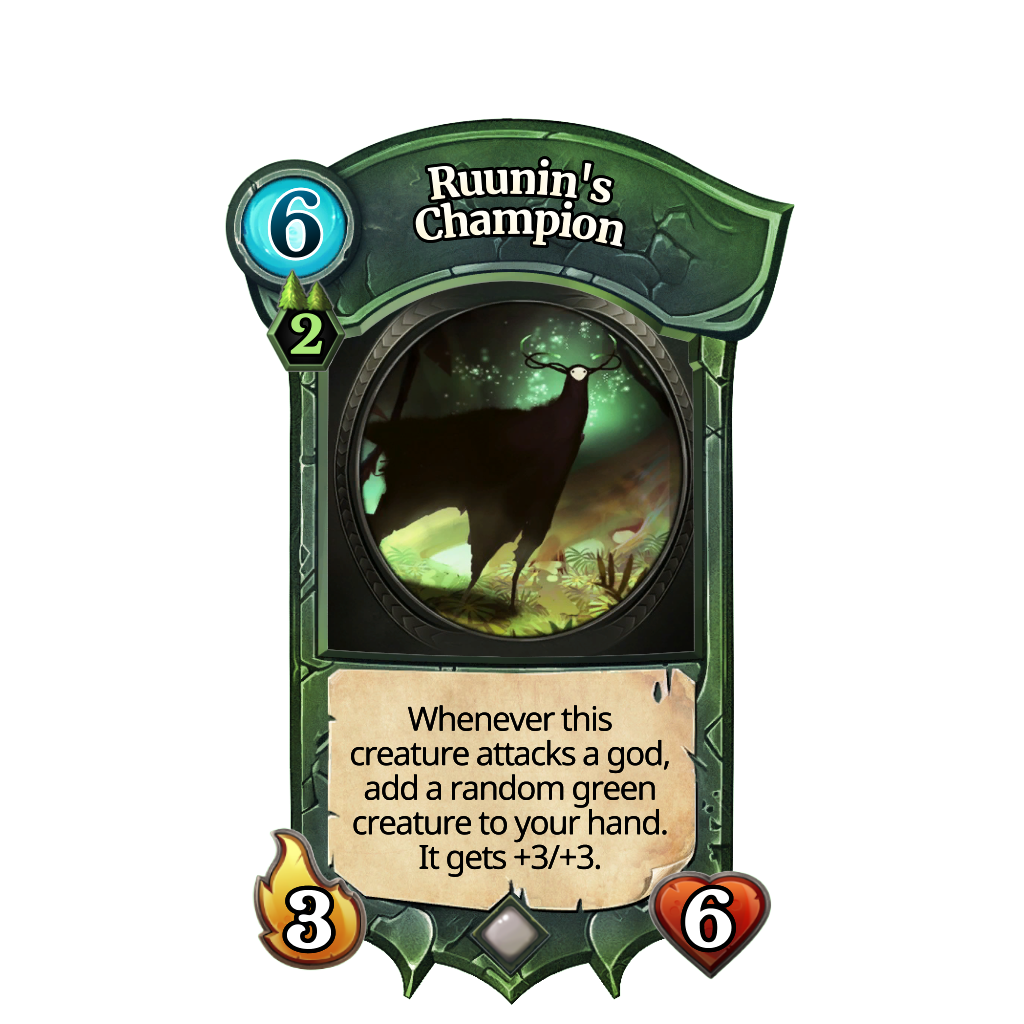 Ruunin's
Champion
6
2
Whenever this
creature attacks a god,
add a random green
creature to your hand.
It gets +3/+3.
3
6